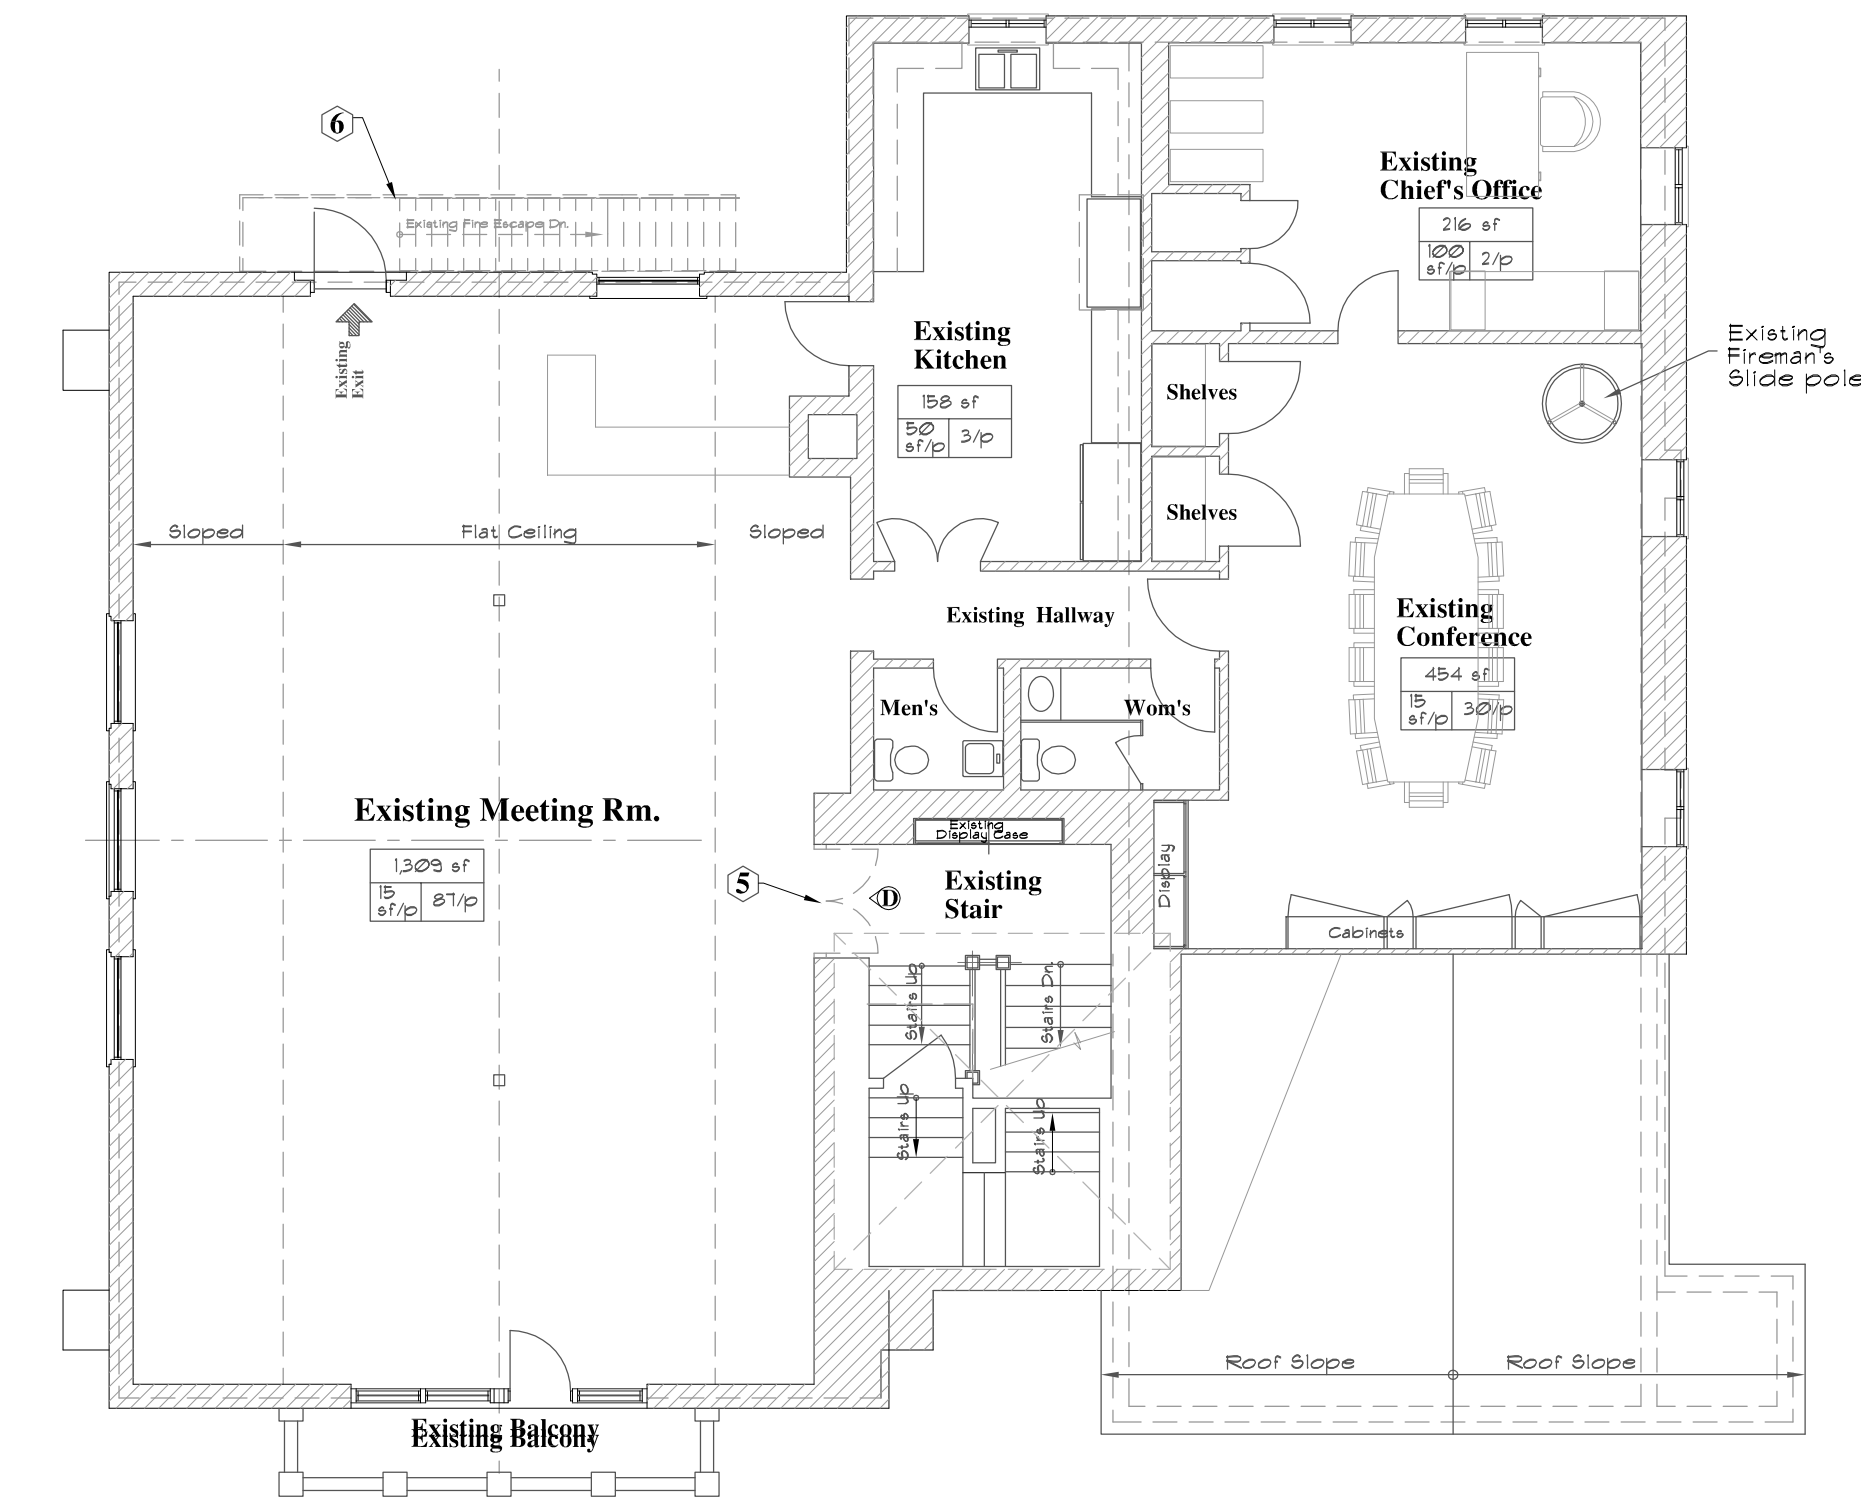 6
Existing Fire Escape Dn.
Existing
Exit
Existing
Chief's Office
216 sf
100
sf/p
2/p
Existing
Kitchen
158 sf
50
sf/p
3/p
Shelves
Shelves
Existing
Fireman's
Slide pole
Sloped
Flat Ceiling
Sloped
Existing Hallway
Existing
Conference
454 sf
15
sf/p
30/p
Men's
Wom's
Existing Meeting Rm.
1,309 sf
15
sf/p
87/p
Existing
Display Case
5
D
Existing
Stair
Display
Cabinets
Stairs Up
Stairs Dn.
Stairs Up
Stairs Up
Roof Slope
Roof Slope
Existing Balcony
Existing Balcony